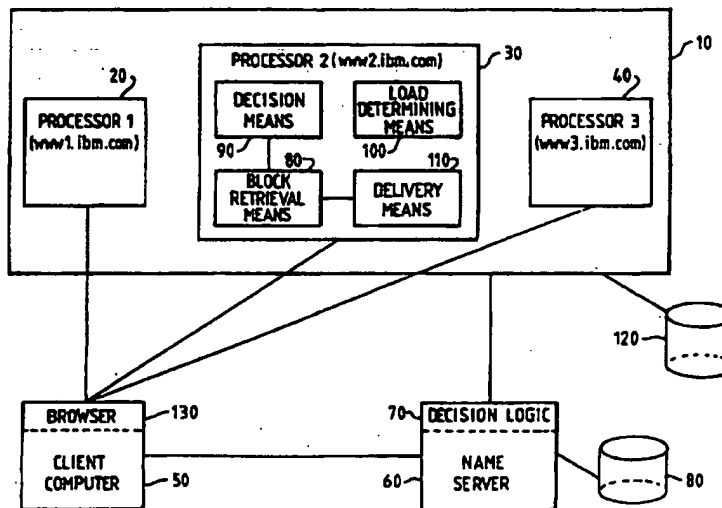 10
20
30
40
PROCESSOR 1
(www1.ibm.com)
PROCESSOR 2 (www2.ibm.com)
DECISION
MEANS
90
LOAD
DETERMINING
MEANS
100
80
BLOCK
RETRIEVAL
MEANS
110
DELIVERY
MEANS
PROCESSOR 3
(www3.ibm.com)
120
BROWSER
130
CLIENT
COMPUTER
50
70
DECISION LOGIC
NAME
SERVER
60
80